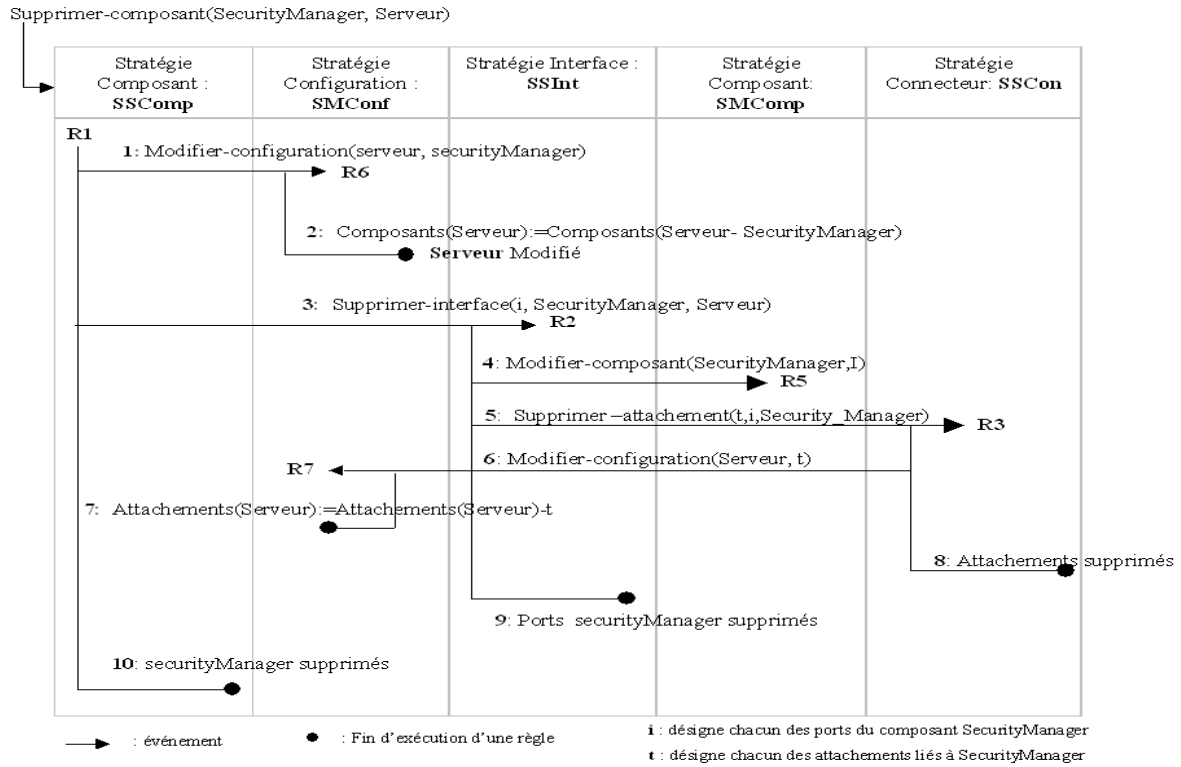 Supprimer-composant(SecurityManager, Serveur)
Stratégie
Composant :
SSComp
Stratégie
Configuration :
SMConf
Stratégie Interface :
SSInt
Stratégie
Composant:
SMComp
Stratégie
Connecteur: SSCon
R1
1: Modifier-configuration(serveur, securityManager)
R6
2: Composants(Serveur):=Composants(Serveur- SecurityManager)
Serveur Modifié
3: Supprimer-interface(i, SecurityManager, Serveur)
R2
4: Modifier-composant(SecurityManager,I)
R5
5: Supprimer–attachement(t,i,Security_Manager)
R3
6: Modifier-configuration(Serveur, t)
R7
7: Attachements(Serveur):=Attachements(Serveur)-t
8: Attachements supprimés
9: Ports securityManager supprimés
10: securityManager supprimés
: événement
: Fin d'exécution d'une règle
i : désigne chacun des ports du composant SecurityManager
t : désigne chacun des attachements liés à SecurityManager